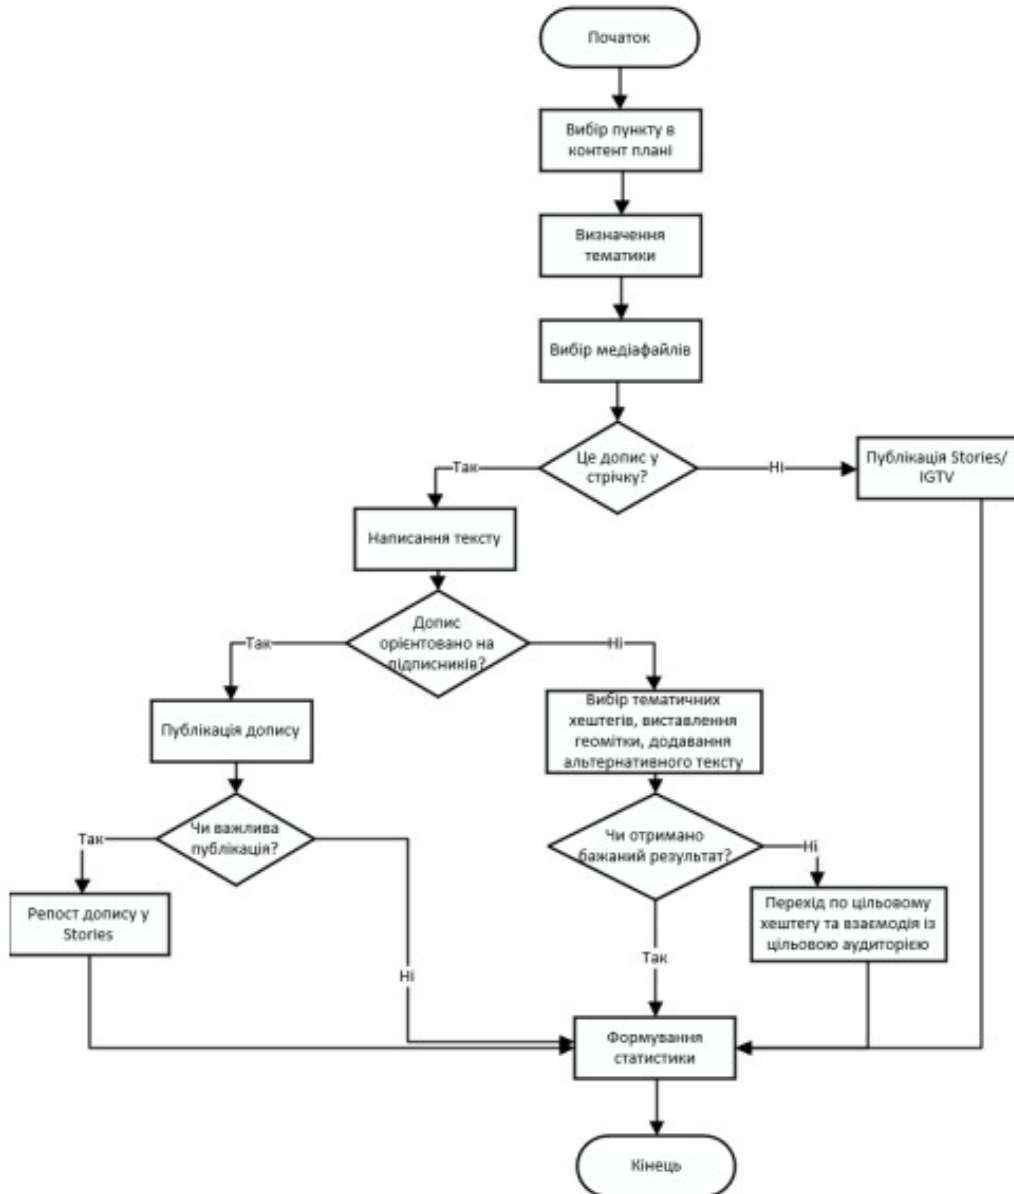 Початок
Вибір пункту в
контент плані
Визначення
тематики
Вибір медіафайлів
Це допис у
стрічку?
Так
Ні
Публікація Stories/
IGTV
Написання тексту
Допис
орієнтовано на
підписників?
Так
Ні
Публікація допису
Вибір тематичних
хештегів, виставлення
геомітки, додавання
альтернативного тексту
Чи важлива
публікація?
Так
Ні
Чи отримано
бажаний результат?
Ні
Так
Репост допису у
Stories
Перехід по цільовому
хештегу та взаємодія із
цільовою аудиторією
Формування
статистики
Кінець